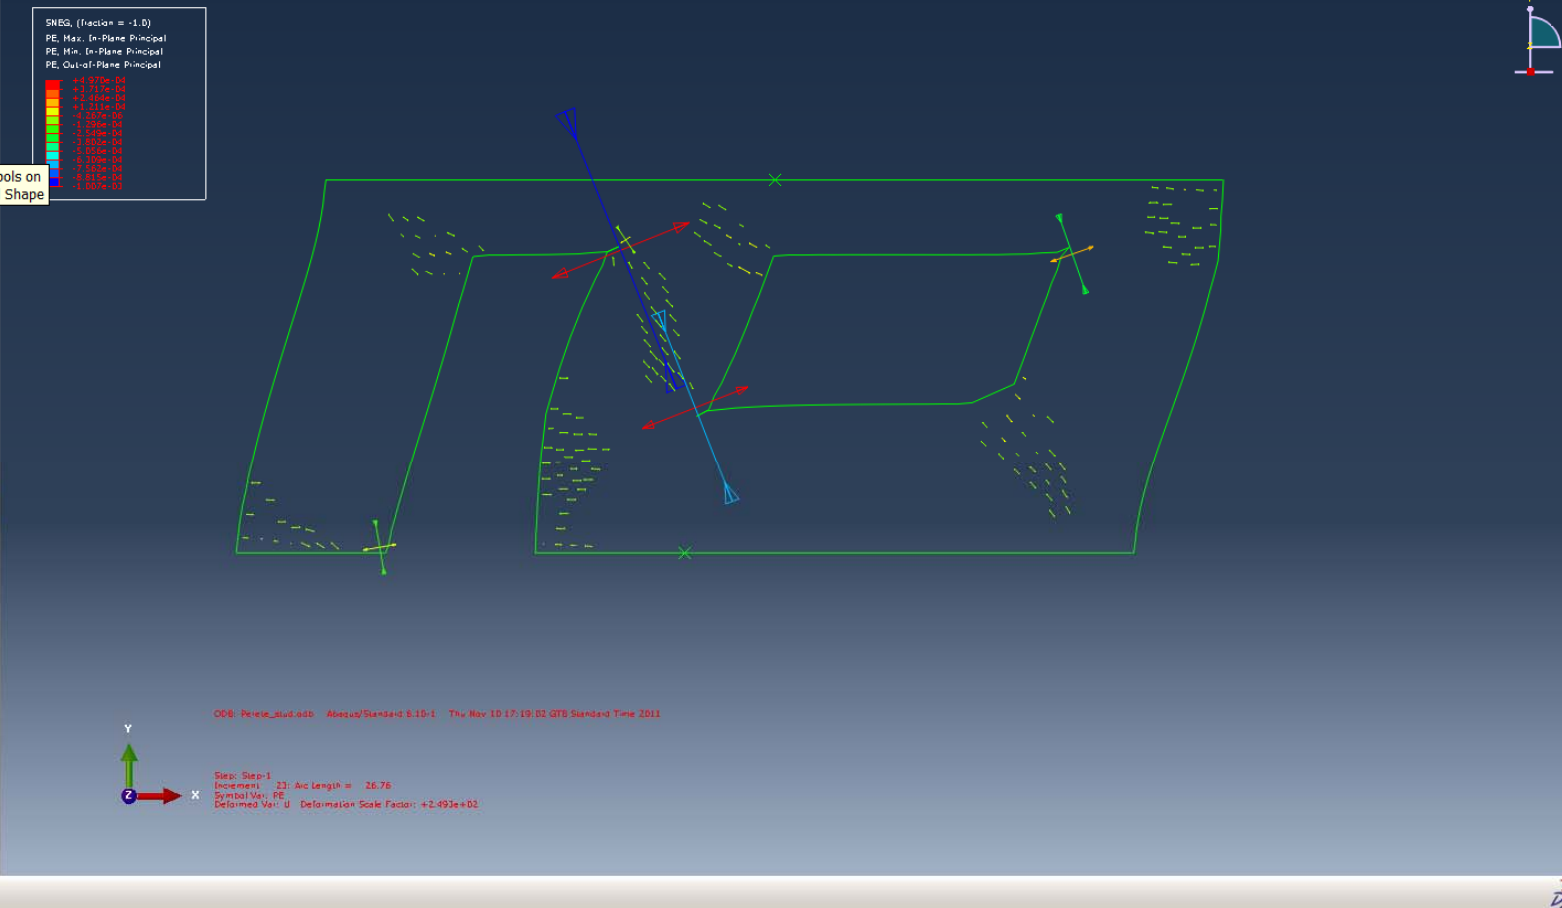 SNEG, (fraction = -1.0)
PE, Max. In-Plane Principal
PE, Min. In-Plane Principal
PE, Out-of-Plane Principal
+4.970e-04
+3.717e-04
+2.464e-04
+1.211e-04
-4.267e-06
-1.296e-04
-2.549e-04
-3.802e-04
-5.056e-04
-6.309e-04
-7.562e-04
-8.815e-04
-1.007e-03
ools on
Shape
Y
Z
X
ODB: Perete_stud.odb Abaqus/Standard 6.10-1 Thu Nov 10 17:19:02 GTB Standard Time 2011
Step: Step-1
Increment 23: Arc Length = 26.76
Symbol Var: PE
Deformed Var: U Deformation Scale Factor: +2.493e+02